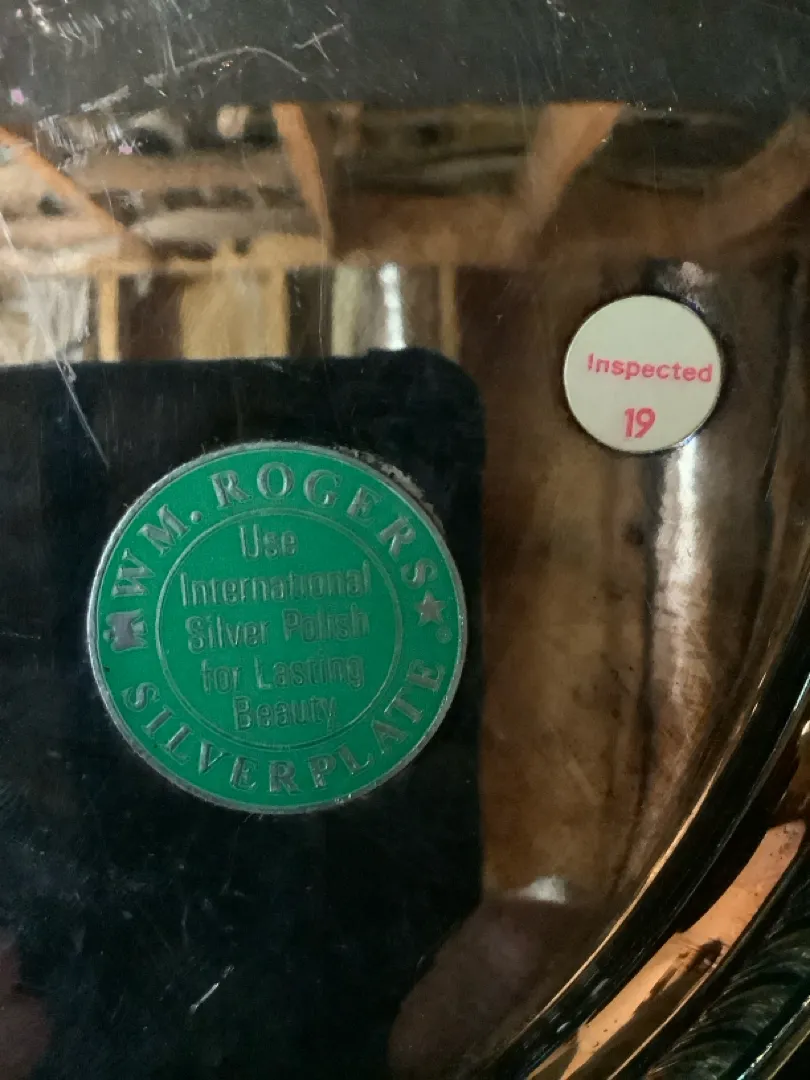 WM. ROGERS
Use
International
Silver Polish
for Lasting
Beauty
SILVERPLATE
®
Inspected
19